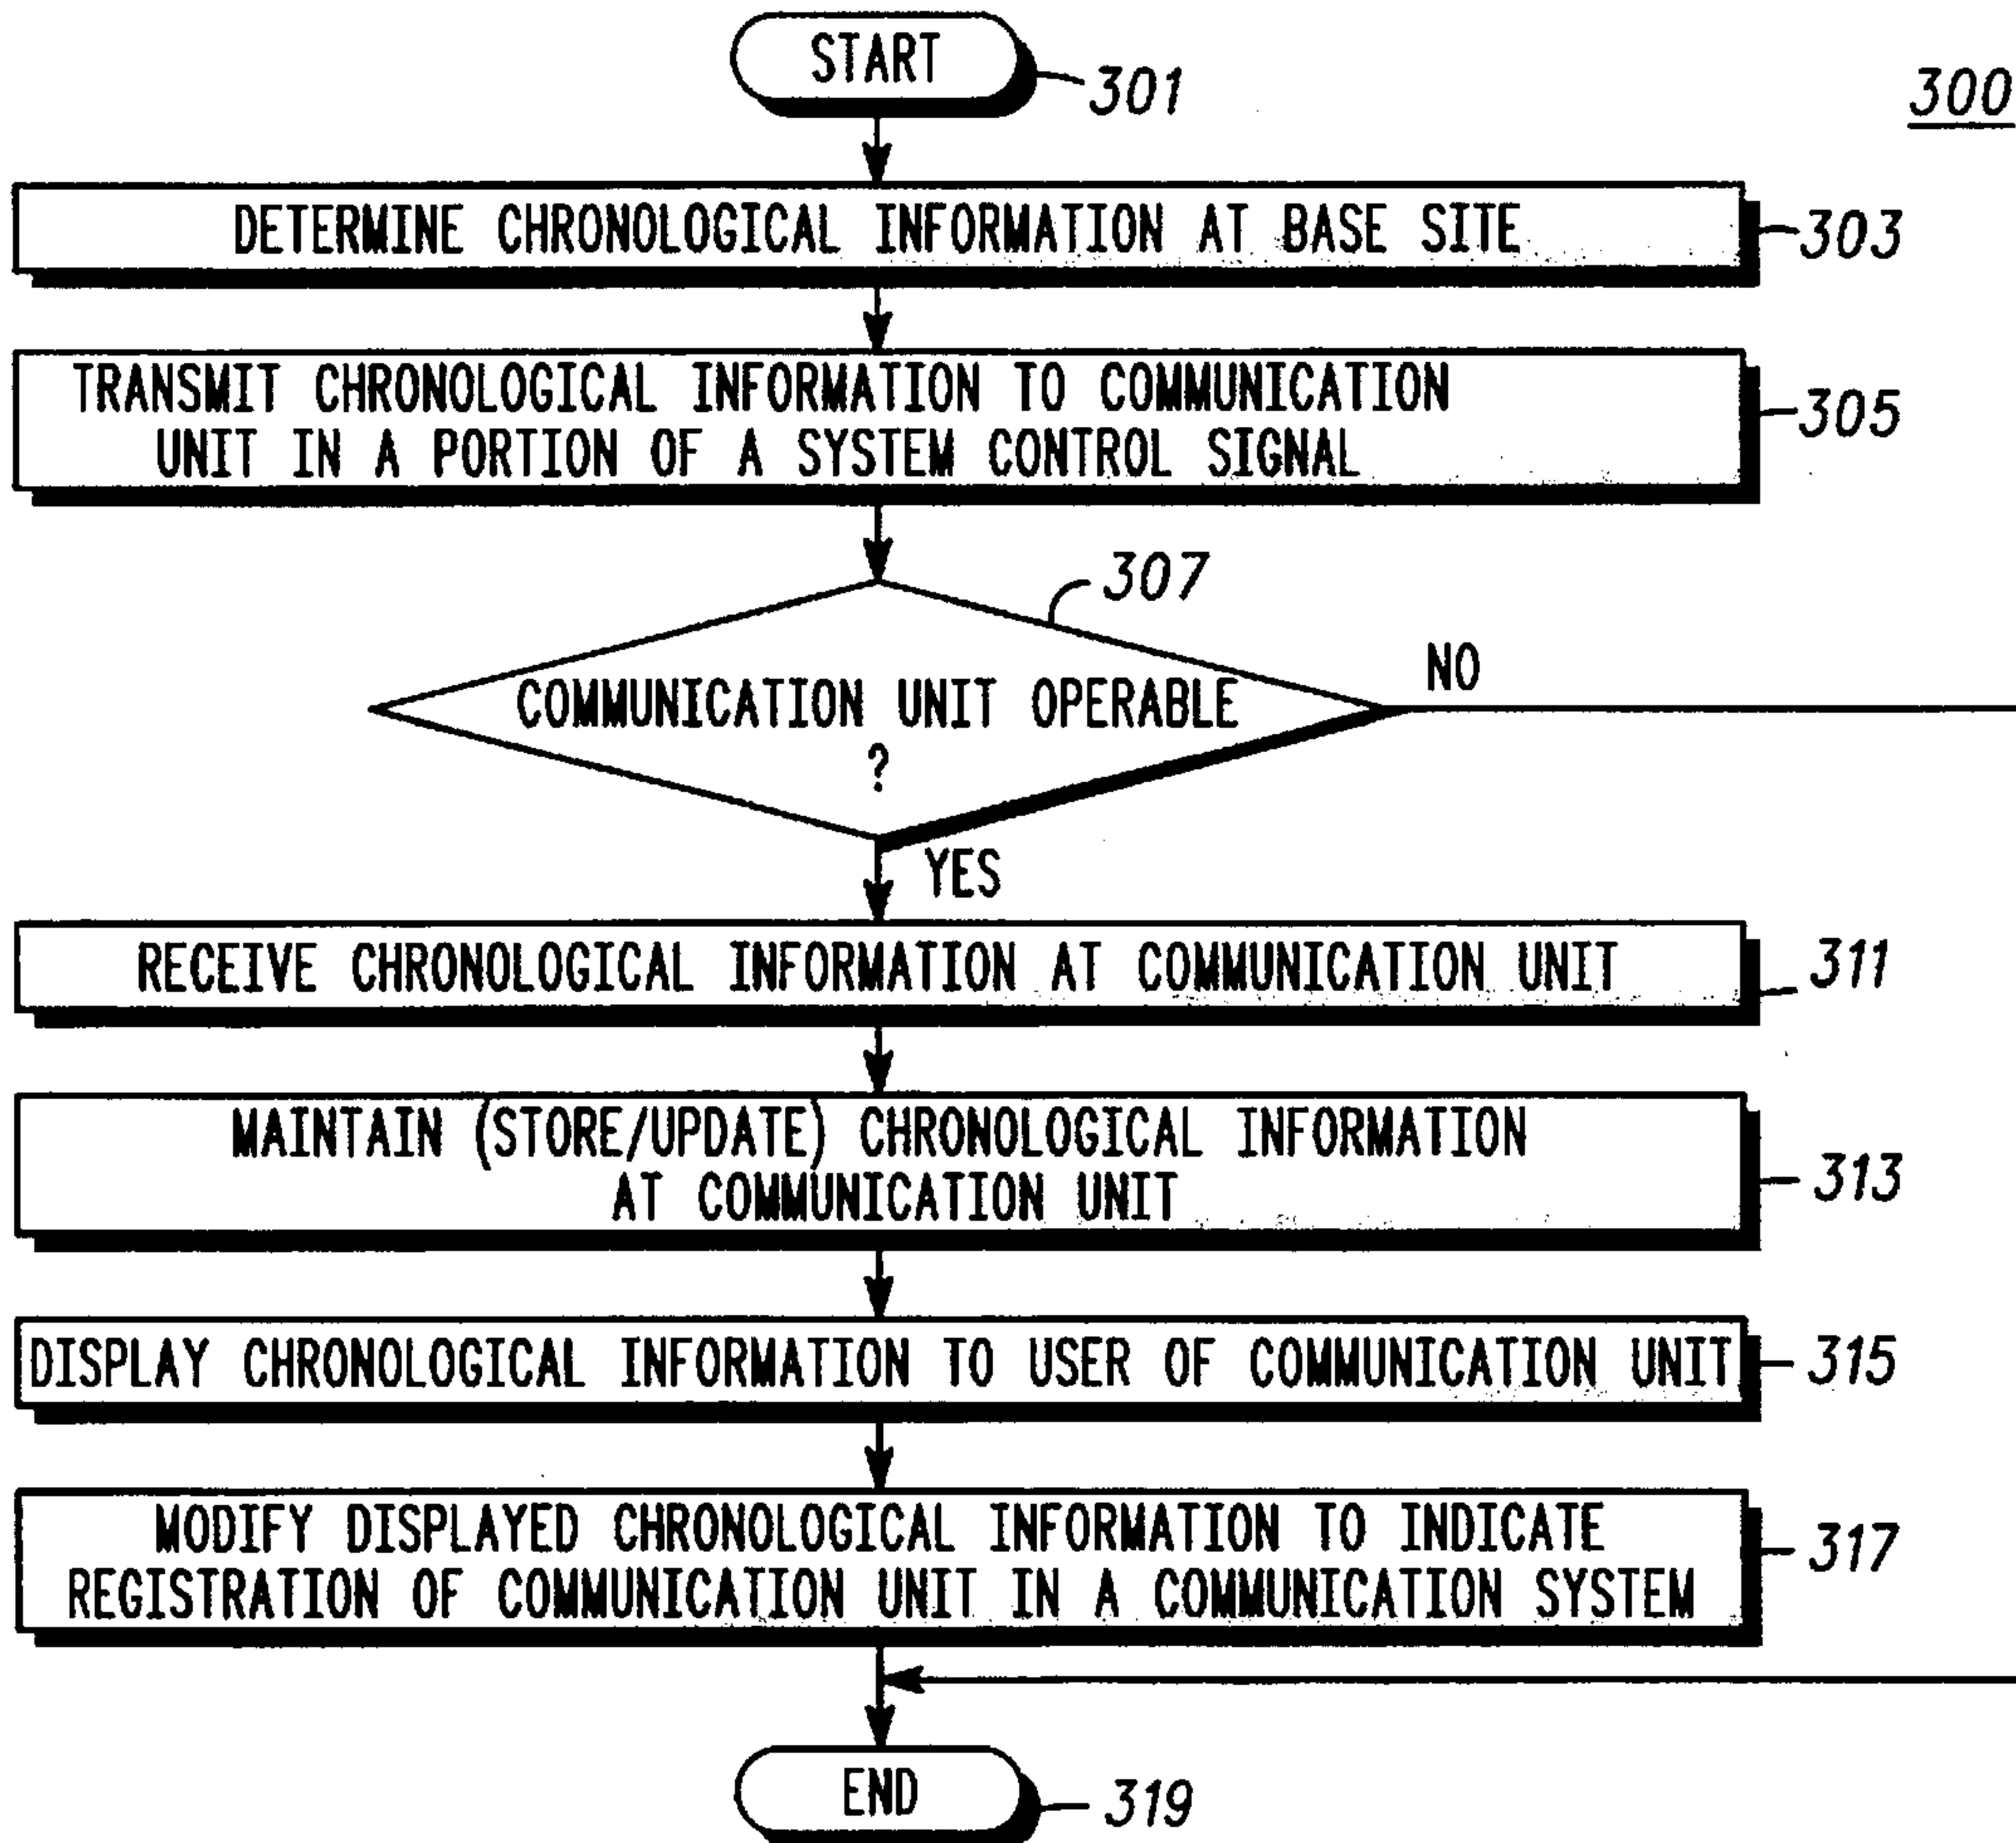 START
301
300
DETERMINE CHRONOLOGICAL INFORMATION AT BASE SITE
303
TRANSMIT CHRONOLOGICAL INFORMATION TO COMMUNICATION
UNIT IN A PORTION OF A SYSTEM CONTROL SIGNAL
305
307
COMMUNICATION UNIT OPERABLE
?
NO
YES
RECEIVE CHRONOLOGICAL INFORMATION AT COMMUNICATION UNIT
311
MAINTAIN (STORE/UPDATE) CHRONOLOGICAL INFORMATION
AT COMMUNICATION UNIT
313
DISPLAY CHRONOLOGICAL INFORMATION TO USER OF COMMUNICATION UNIT
315
MODIFY DISPLAYED CHRONOLOGICAL INFORMATION TO INDICATE
REGISTRATION OF COMMUNICATION UNIT IN A COMMUNICATION SYSTEM
317
END
319